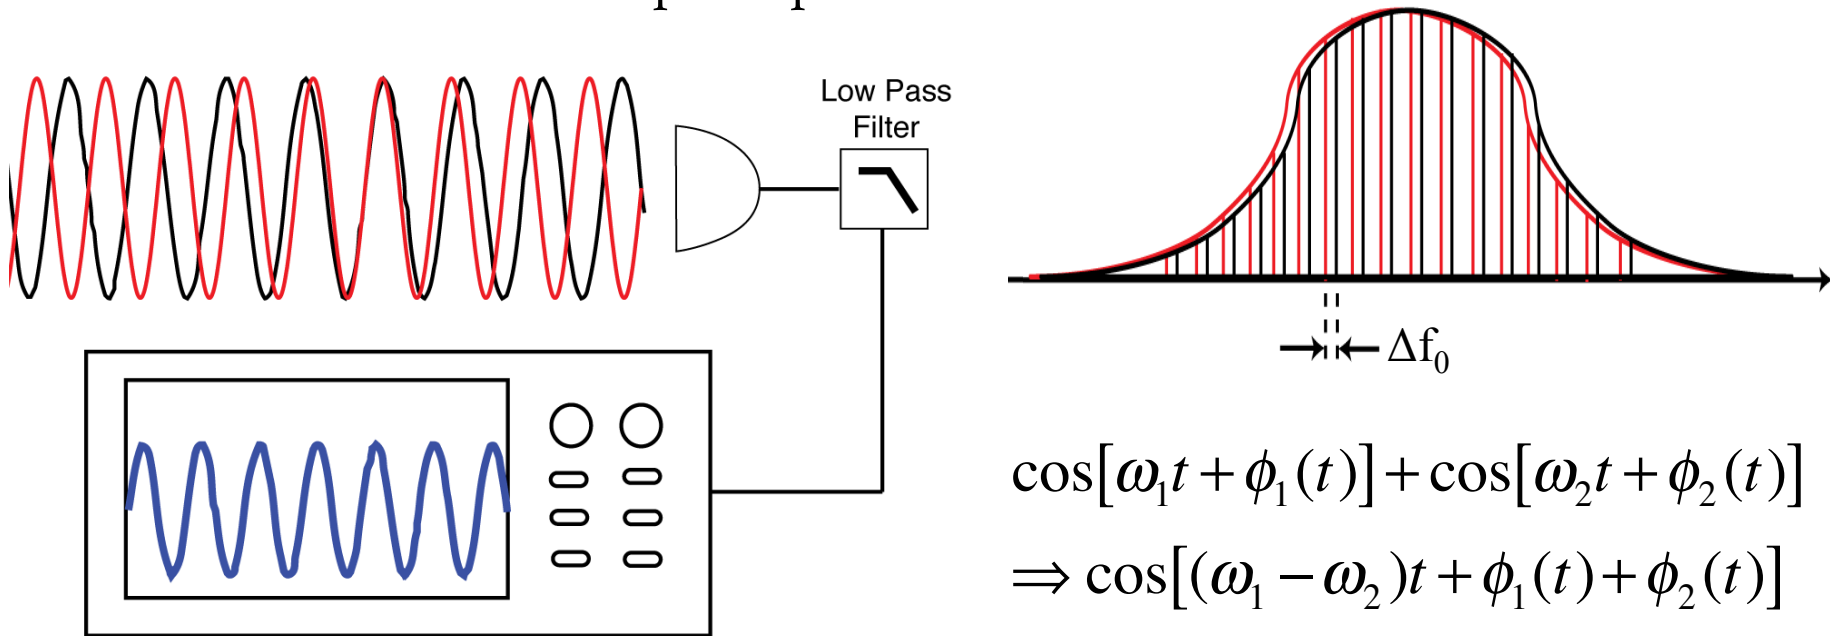 Low Pass
Filter
Δf₀
cos[ω₁t + ϕ₁(t)] + cos[ω₂t + ϕ₂(t)]
⇒ cos[(ω₁ − ω₂)t + ϕ₁(t) + ϕ₂(t)]